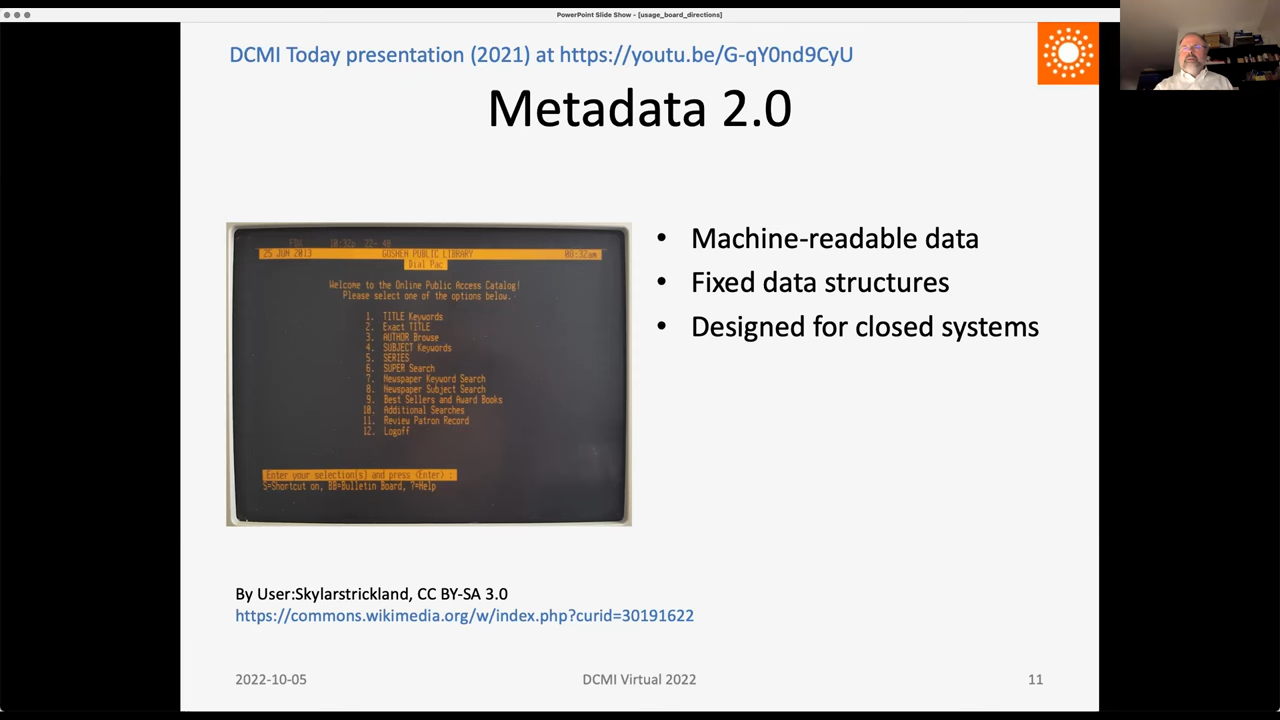 PowerPoint Slide Show - [usage_board_directions]
DCMI Today presentation (2021) at https://youtu.be/G-qY0nd9CyU
Metadata 2.0
25 JUN 2013 GOSHEN PUBLIC LIBRARY 06:32am
Dial Pac
Welcome to the Online Public Access Catalog!
Please select one of the options below.
1. TITLE Keywords
2. Exact TITLE
3. AUTHOR Browse
4. SUBJECT Keywords
5. SERIES
6. SUPER Search
7. Newspaper Keyword Search
8. Newspaper Subject Search
9. Best Sellers and Award Books
10. Additional Searches
11. Review Patron Record
12. Logoff
Enter your selection(s) and press <Enter> :
S=Shortcut on, BB=Bulletin Board, ?=Help
• Machine-readable data
• Fixed data structures
• Designed for closed systems
By User:Skylarstrickland, CC BY-SA 3.0
https://commons.wikimedia.org/w/index.php?curid=30191622
2022-10-05 DCMI Virtual 2022 11